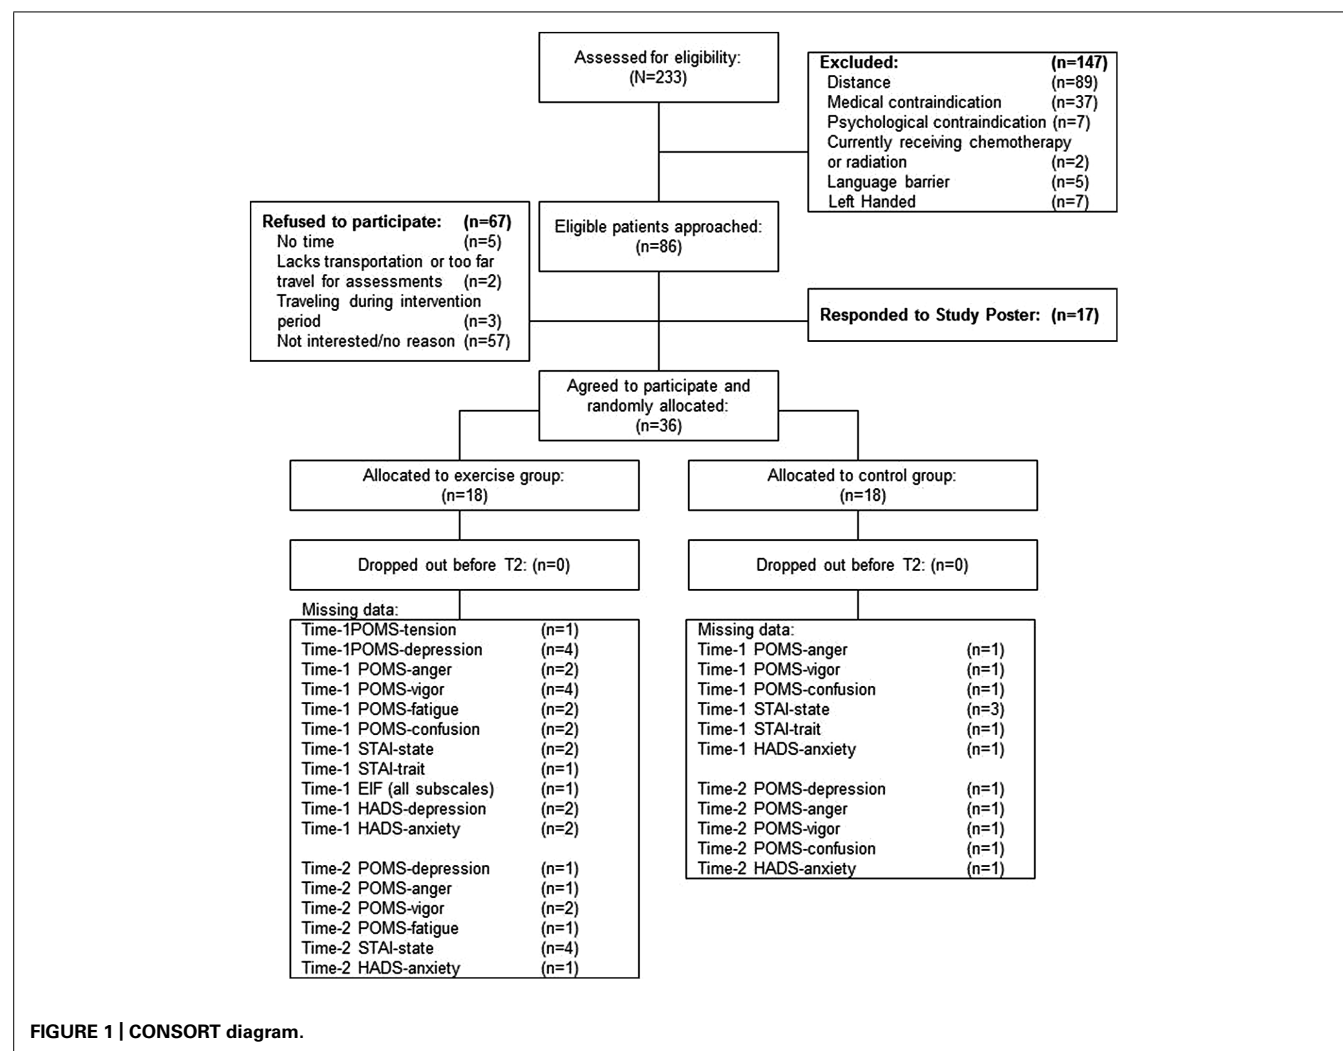 Assessed for eligibility:
(N=233)
Excluded: (n=147)
Distance (n=89)
Medical contraindication (n=37)
Psychological contraindication (n=7)
Currently receiving chemotherapy
or radiation (n=2)
Language barrier (n=5)
Left Handed (n=7)
Refused to participate: (n=67)
No time (n=5)
Lacks transportation or too far
travel for assessments (n=2)
Traveling during intervention
period (n=3)
Not interested/no reason (n=57)
Eligible patients approached:
(n=86)
Responded to Study Poster: (n=17)
Agreed to participate and
randomly allocated:
(n=36)
Allocated to exercise group:
(n=18)
Allocated to control group:
(n=18)
Dropped out before T2: (n=0)
Dropped out before T2: (n=0)
Missing data:
Time-1POMS-tension (n=1)
Time-1POMS-depression (n=4)
Time-1 POMS-anger (n=2)
Time-1 POMS-vigor (n=4)
Time-1 POMS-fatigue (n=2)
Time-1 POMS-confusion (n=2)
Time-1 STAI-state (n=2)
Time-1 STAI-trait (n=1)
Time-1 EIF (all subscales) (n=1)
Time-1 HADS-depression (n=2)
Time-1 HADS-anxiety (n=2)
Time-2 POMS-depression (n=1)
Time-2 POMS-anger (n=1)
Time-2 POMS-vigor (n=2)
Time-2 POMS-fatigue (n=1)
Time-2 STAI-state (n=4)
Time-2 HADS-anxiety (n=1)
Missing data:
Time-1 POMS-anger (n=1)
Time-1 POMS-vigor (n=1)
Time-1 POMS-confusion (n=1)
Time-1 STAI-state (n=3)
Time-1 STAI-trait (n=1)
Time-1 HADS-anxiety (n=1)
Time-2 POMS-depression (n=1)
Time-2 POMS-anger (n=1)
Time-2 POMS-vigor (n=1)
Time-2 POMS-confusion (n=1)
Time-2 HADS-anxiety (n=1)
FIGURE 1 | CONSORT diagram.